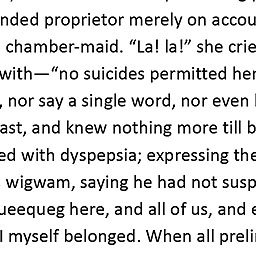 nded proprietor merely on accou
chamber-maid. “La! la!” she crie
with—“no suicides permitted her
, nor say a single word, nor even
ast, and knew nothing more till b
ed with dyspepsia; expressing the
wigwam, saying he had not susp
ueequeg here, and all of us, and e
I myself belonged. When all preli